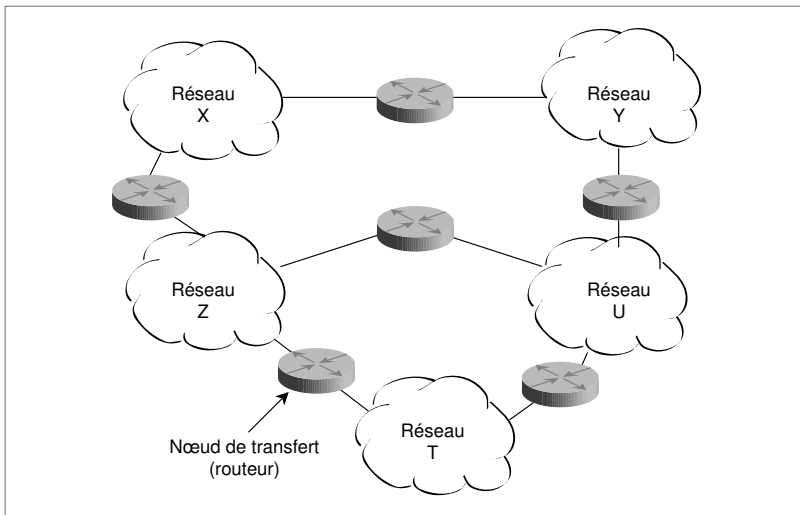 Réseau
X
Réseau
Y
Réseau
Z
Réseau
U
Réseau
T
Nœud de transfert
(routeur)